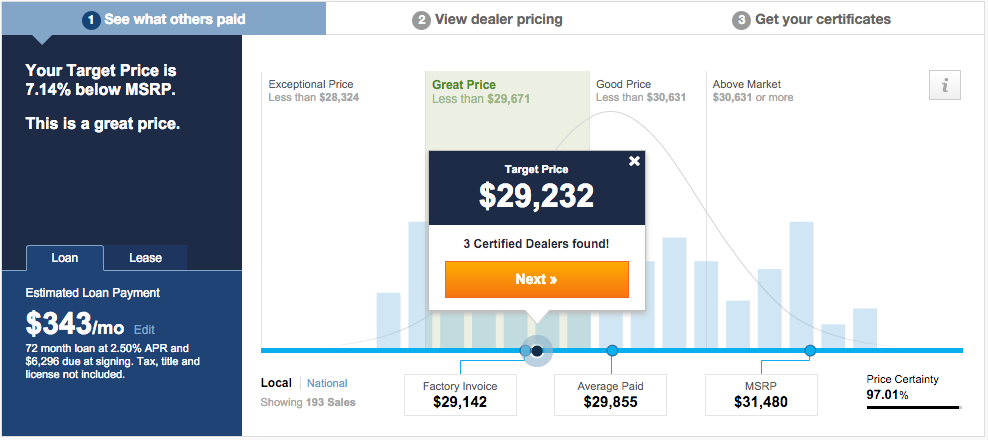 1 See what others paid
2 View dealer pricing
3 Get your certificates
Your Target Price is
7.14% below MSRP.
This is a great price.
Loan
Lease
Estimated Loan Payment
$343/mo Edit
72 month loan at 2.50% APR and
$6,296 due at signing. Tax, title and
license not included.
Exceptional Price
Less than $28,324
Great Price
Less than $29,671
Good Price
Less than $30,631
Above Market
$30,631 or more
i
Target Price
$29,232
3 Certified Dealers found!
Next »
Local
National
Showing 193 Sales
Factory Invoice
$29,142
Average Paid
$29,855
MSRP
$31,480
Price Certainty
97.01%